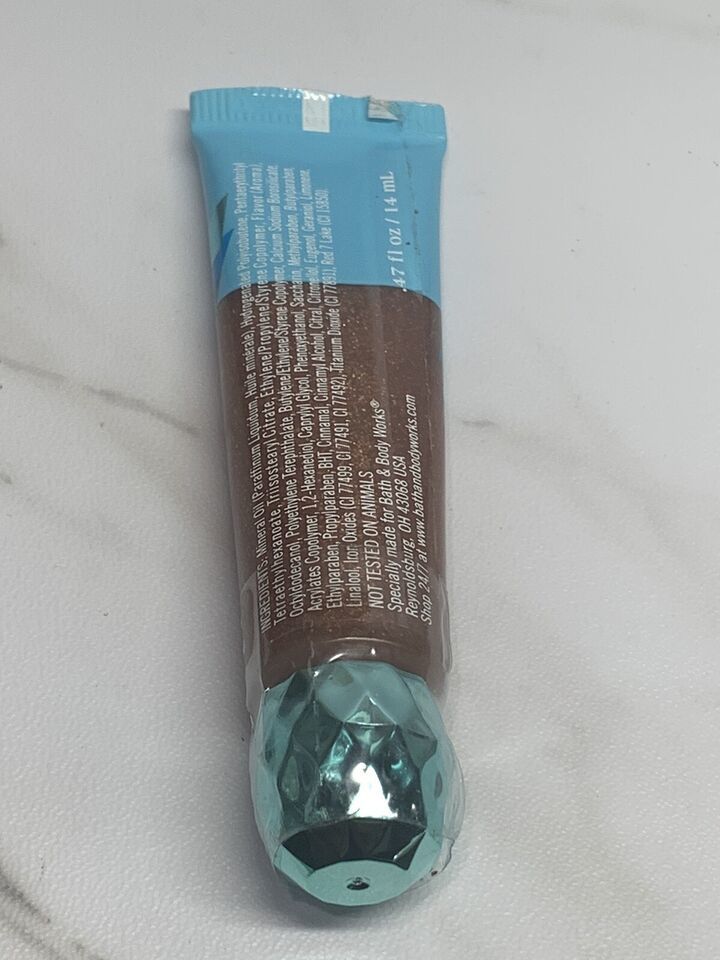 INGREDIENTS: Mineral Oil (Paraffinum Liquidum, Huile minérale), Hydrogenated Polyisobutene, Pentaerythrityl
Tetraethylhexanoate, Triisostearyl Citrate, Ethylene/Propylene/Styrene Copolymer, Flavor (Aroma),
Octyldodecanol, Polyethylene Terephthalate, Butylene/Ethylene/Styrene Copolymer, Calcium Sodium Borosilicate,
Acrylates Copolymer, 1,2-Hexanediol, Caprylyl Glycol, Phenoxyethanol, Saccharin, Methylparaben, Butylparaben,
Ethylparaben, Propylparaben, BHT, Cinnamal, Cinnamyl Alcohol, Citral, Citronellol, Eugenol, Geraniol, Limonene,
Linalool, Iron Oxides (CI 77499, CI 77491, CI 77492), Titanium Dioxide (CI 77891), Red 7 Lake (CI 15850).
NOT TESTED ON ANIMALS
Specially made for Bath & Body Works®
Reynoldsburg, OH 43068 USA
Shop 24/7 at www.bathandbodyworks.com
.47 fl oz / 14 mL